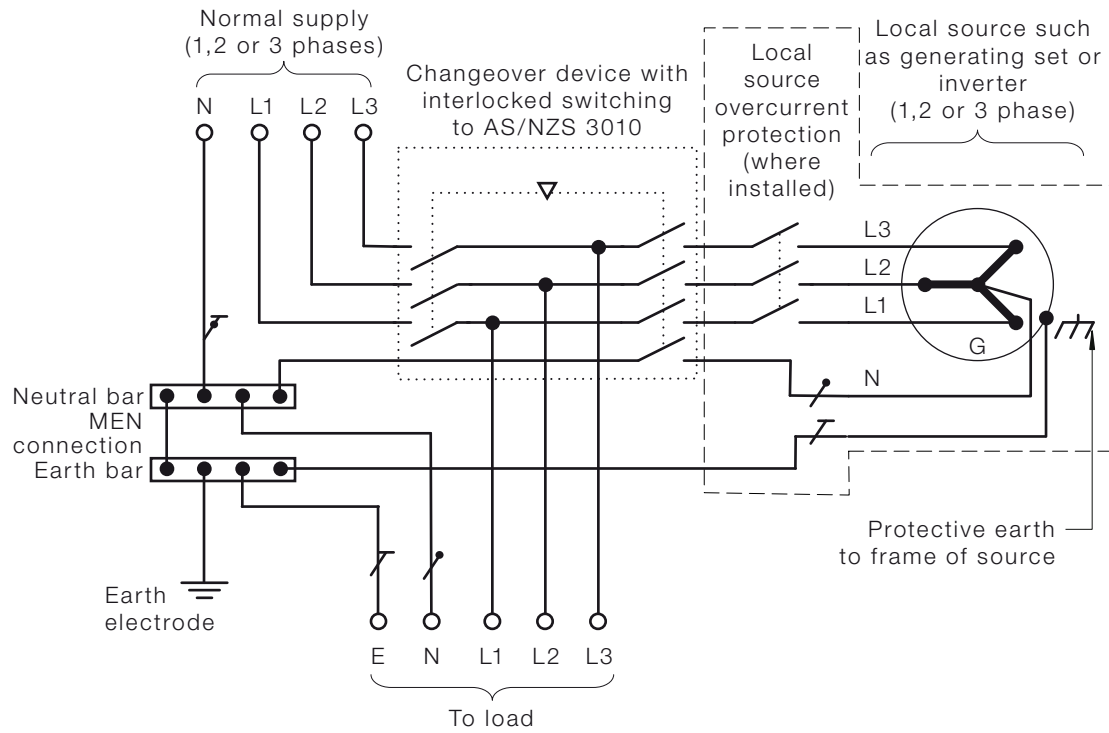 Normal supply
(1,2 or 3 phases)
N L1 L2 L3
Changeover device with
interlocked switching
to AS/NZS 3010
Local
source
overcurrent
protection
(where
installed)
Local source such
as generating set or
inverter
(1,2 or 3 phase)
L3
L2
L1
G
N
Neutral bar
MEN
connection
Earth bar
Earth
electrode
Protective earth
to frame of source
E N L1 L2 L3
To load